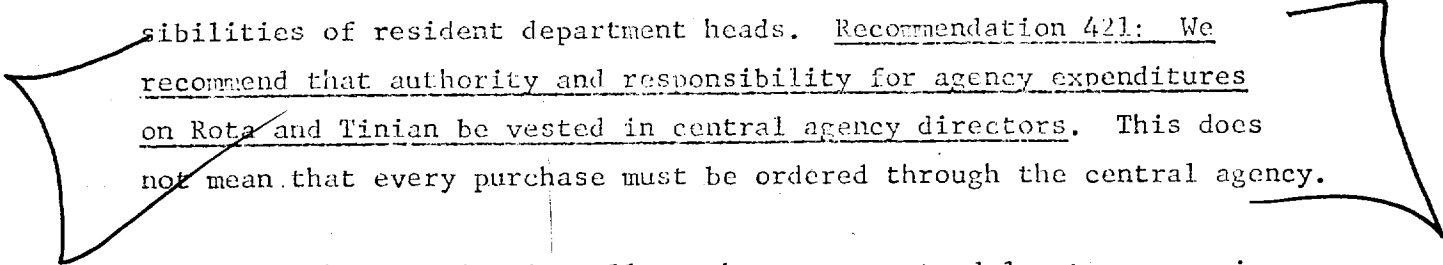 sibilities of resident department heads. Recommendation 421: We
recommend that authority and responsibility for agency expenditures
on Rota and Tinian be vested in central agency directors. This does
not mean that every purchase must be ordered through the central agency.